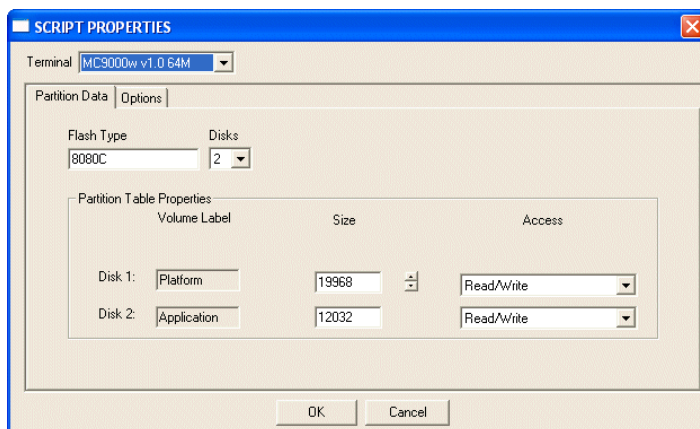 SCRIPT PROPERTIES
Terminal MC9000w v1.0 64M
Partition Data Options
Flash Type Disks
8080C 2
Partition Table Properties
Volume Label Size Access
Disk 1: Platform 19968 Read/Write
Disk 2: Application 12032 Read/Write
OK Cancel